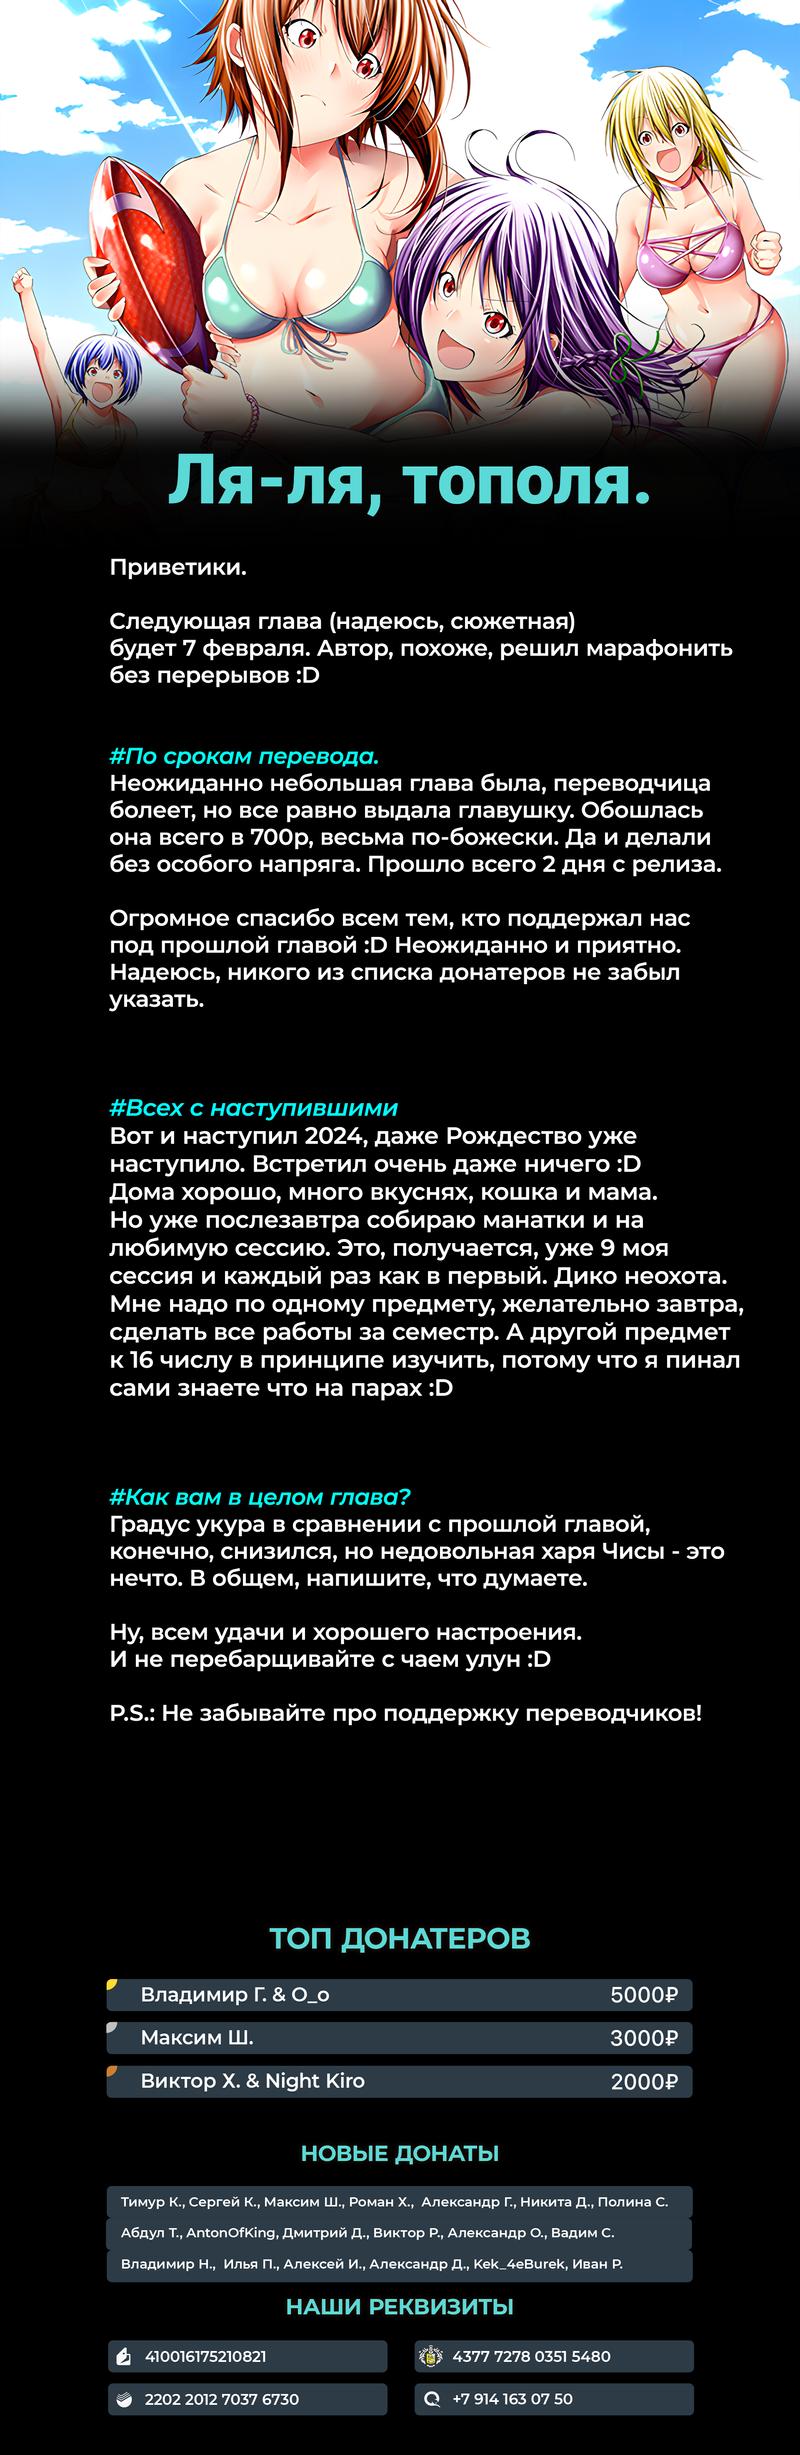 Ля-ля, тополя.
Приветики.
Следующая глава (надеюсь, сюжетная)
будет 7 февраля. Автор, похоже, решил марафонить
без перерывов :D
#По срокам перевода.
Неожиданно небольшая глава была, переводчица
болеет, но все равно выдала главушку. Обошлась
она всего в 700р, весьма по-божески. Да и делали
без особого напряга. Прошло всего 2 дня с релиза.
Огромное спасибо всем тем, кто поддержал нас
под прошлой главой :D Неожиданно и приятно.
Надеюсь, никого из списка донатеров не забыл
указать.
#Всех с наступившими
Вот и наступил 2024, даже Рождество уже
наступило. Встретил очень даже ничего :D
Дома хорошо, много вкуснях, кошка и мама.
Но уже послезавтра собираю манатки и на
любимую сессию. Это, получается, уже 9 моя
сессия и каждый раз как в первый. Дико неохота.
Мне надо по одному предмету, желательно завтра,
сделать все работы за семестр. А другой предмет
к 16 числу в принципе изучить, потому что я пинал
сами знаете что на парах :D
#Как вам в целом глава?
Градус укура в сравнении с прошлой главой,
конечно, снизился, но недовольная харя Чисы - это
нечто. В общем, напишите, что думаете.
Ну, всем удачи и хорошего настроения.
И не перебарщивайте с чаем улун :D
P.S.: Не забывайте про поддержку переводчиков!
ТОП ДОНАТЕРОВ
Владимир Г. & O_o 5000₽
Максим Ш. 3000₽
Виктор Х. & Night Kiro 2000₽
НОВЫЕ ДОНАТЫ
Тимур К., Сергей К., Максим Ш., Роман Х., Александр Г., Никита Д., Полина С.
Абдул Т., AntonOfKing, Дмитрий Д., Виктор Р., Александр О., Вадим С.
Владимир Н., Илья П., Алексей И., Александр Д., Kek_4eBurek, Иван Р.
НАШИ РЕКВИЗИТЫ
410016175210821 4377 7278 0351 5480
2202 2012 7037 6730 +7 914 163 07 50